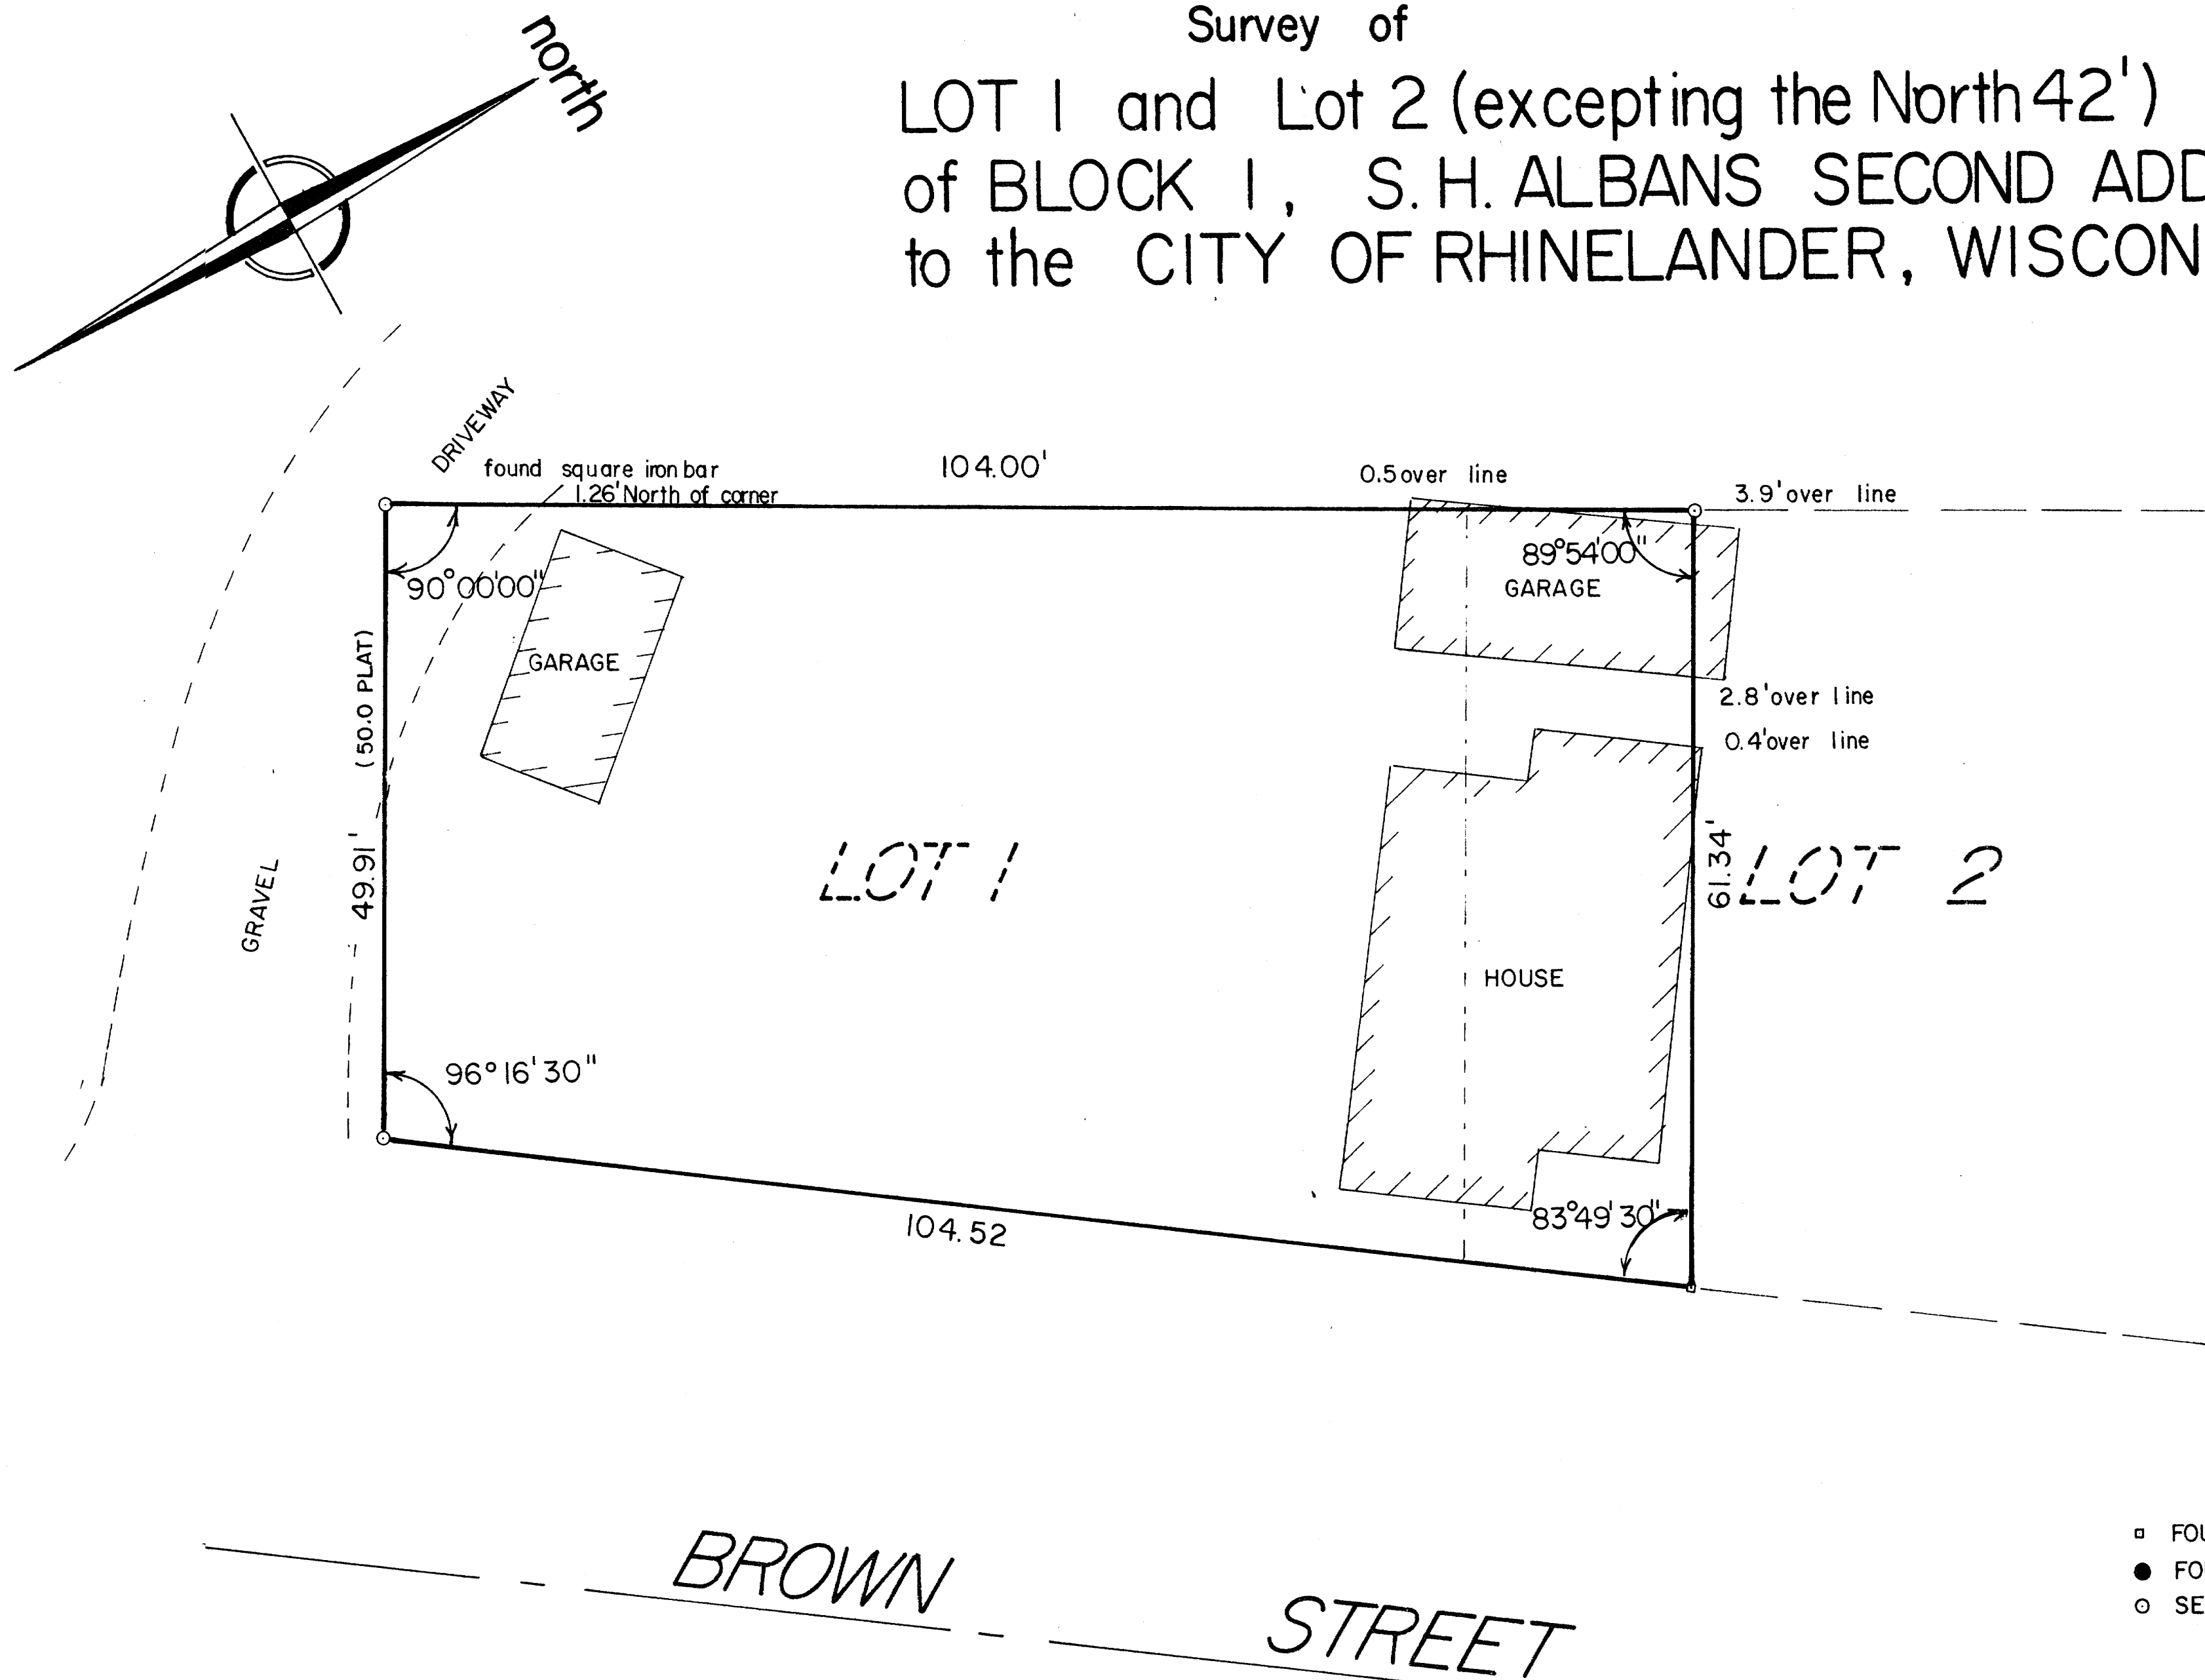 north
Survey of
LOT 1 and Lot 2 (excepting the North 42')
of BLOCK 1, S. H. ALBANS SECOND ADD
to the CITY OF RHINELANDER, WISCON
DRIVEWAY
found square iron bar
1.26' North of corner
104.00'
0.5 over line
3.9' over line
90°00'00"
89°54'00"
GARAGE
(50.0 PLAT)
GARAGE
2.8' over line
0.4' over line
49.91'
LOT 1
61.34'
LOT 2
GRAVEL
HOUSE
96°16'30"
83°49'30"
104.52
BROWN STREET
FOU
FO
SE